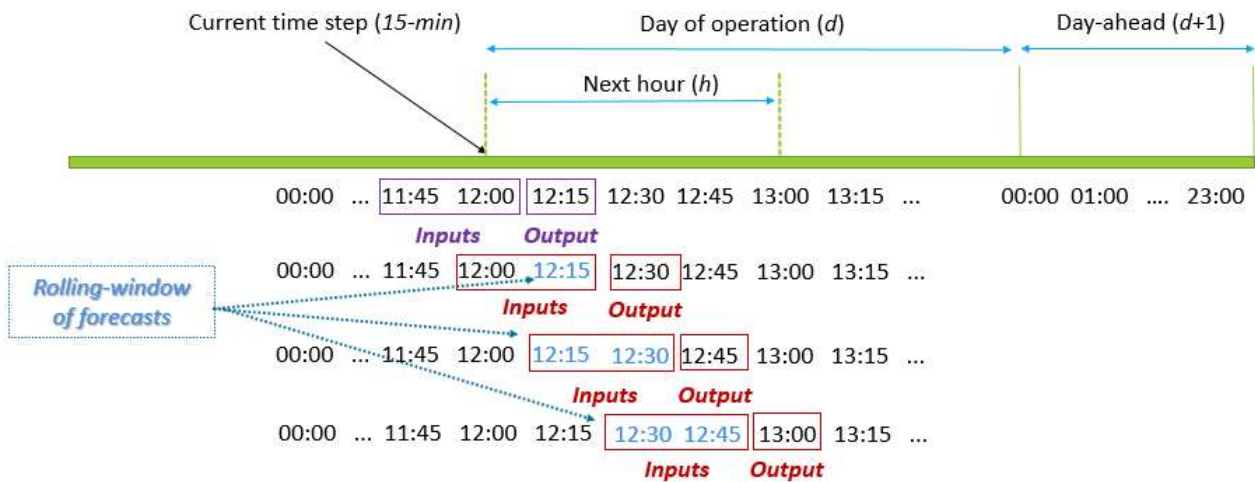 Current time step (15-min) Day of operation (d) Day-ahead (d+1)
Next hour (h)
00:00 ... 11:45 12:00 12:15 12:30 12:45 13:00 13:15 ... 00:00 01:00 .... 23:00
Inputs Output
00:00 ... 11:45 12:00 12:15 12:30 12:45 13:00 13:15 ...
Rolling-window
of forecasts
Inputs Output
00:00 ... 11:45 12:00 12:15 12:30 12:45 13:00 13:15 ...
Inputs Output
00:00 ... 11:45 12:00 12:15 12:30 12:45 13:00 13:15 ...
Inputs Output